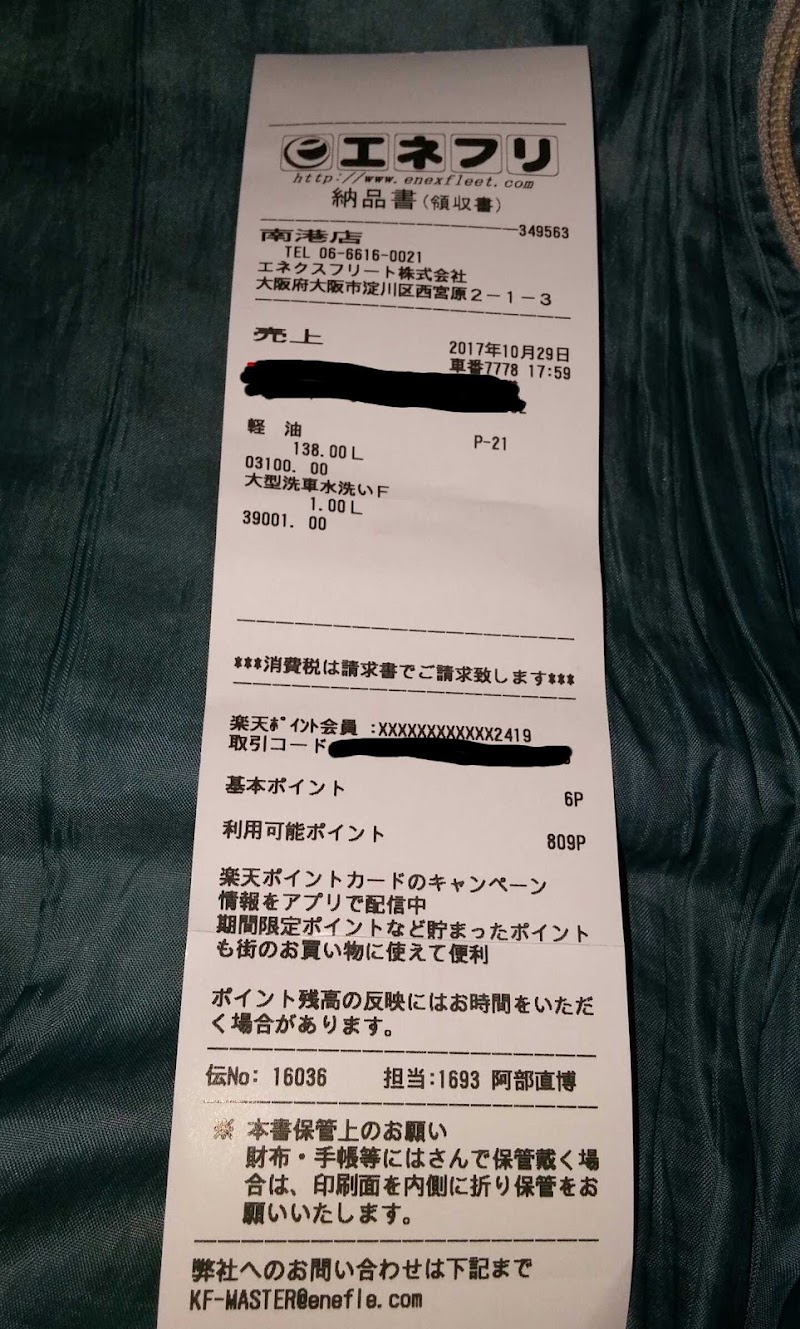 エネフリ
http://www.enexfleet.com
納品書(領収書)
349563
南港店
TEL 06-6616-0021
エネクスフリート株式会社
大阪府大阪市淀川区西宮原2-1-3
売上
2017年10月29日
車番7778 17:59
軽 油 P-21
138.00L
03100. 00
大型洗車水洗いF
1.00L
39001. 00
***消費税は請求書でご請求致します***
楽天ポイント会員 :XXXXXXXXXXXX2419
取引コード
基本ポイント 6P
利用可能ポイント 809P
楽天ポイントカードのキャンペーン
情報をアプリで配信中
期間限定ポイントなど貯まったポイント
も街のお買い物に使えて便利
ポイント残高の反映にはお時間をいただ
く場合があります。
伝No: 16036 担当:1693 阿部直博
※ 本書保管上のお願い
財布・手帳等にはさんで保管戴く場
合は、印刷面を内側に折り保管をお
願いいたします。
弊社へのお問い合わせは下記まで
KF-MASTER@enefle.com